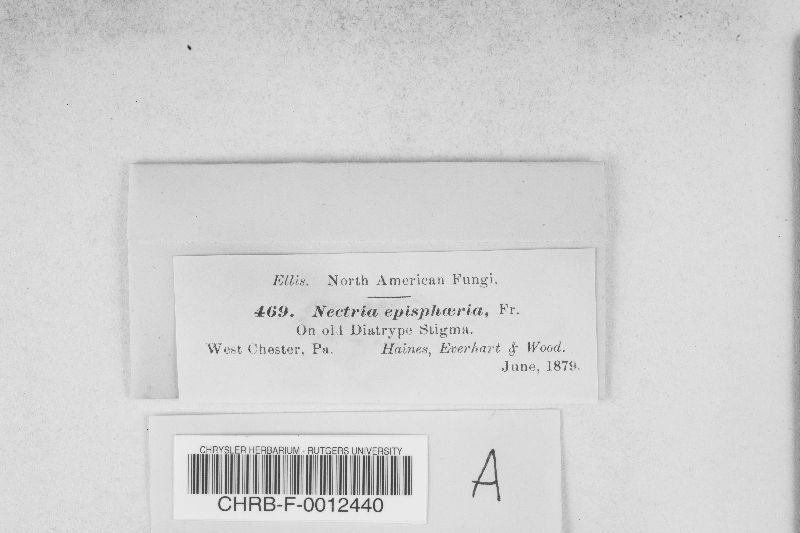 Ellis. North American Fungi.
469. Nectria episphæria, Fr.
On old Diatrype Stigma.
West Chester, Pa. Haines, Everhart & Wood.
June, 1879.
CHRYSLER HERBARIUM - RUTGERS UNIVERSITY
CHRB-F-0012440
A